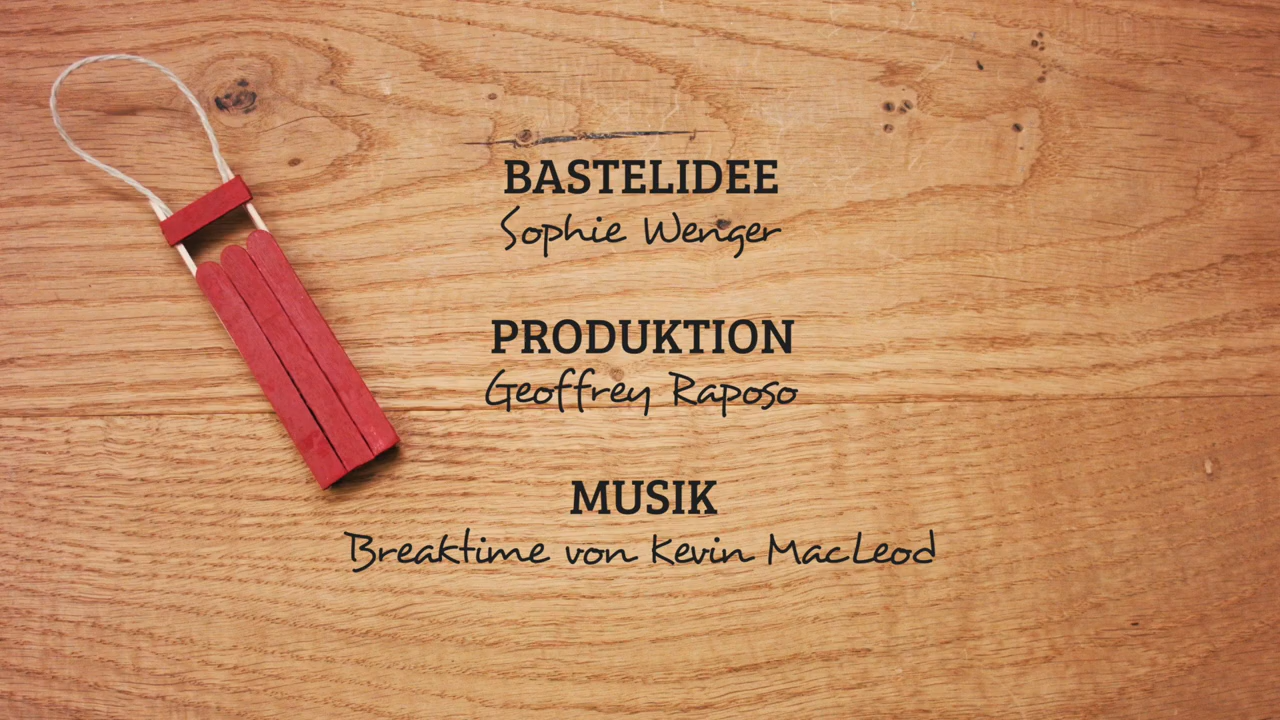 BASTELIDEE
Sophie Wenger
PRODUKTION
Geoffrey Raposo
MUSIK
Breaktime von Kevin MacLeod